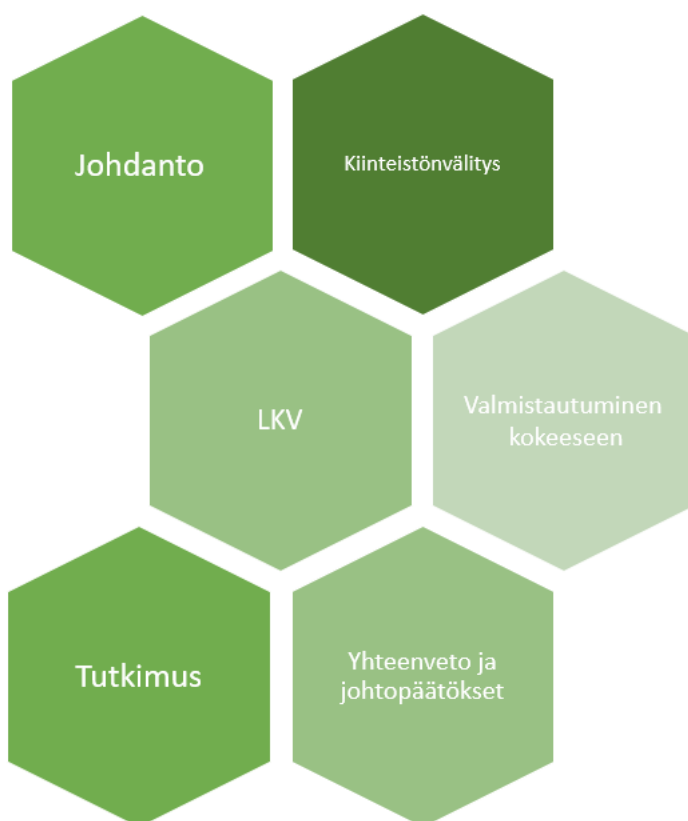 Johdanto
Kiinteistönvälitys
LKV
Valmistautuminen
kokeeseen
Tutkimus
Yhteenveto ja
johtopäätökset